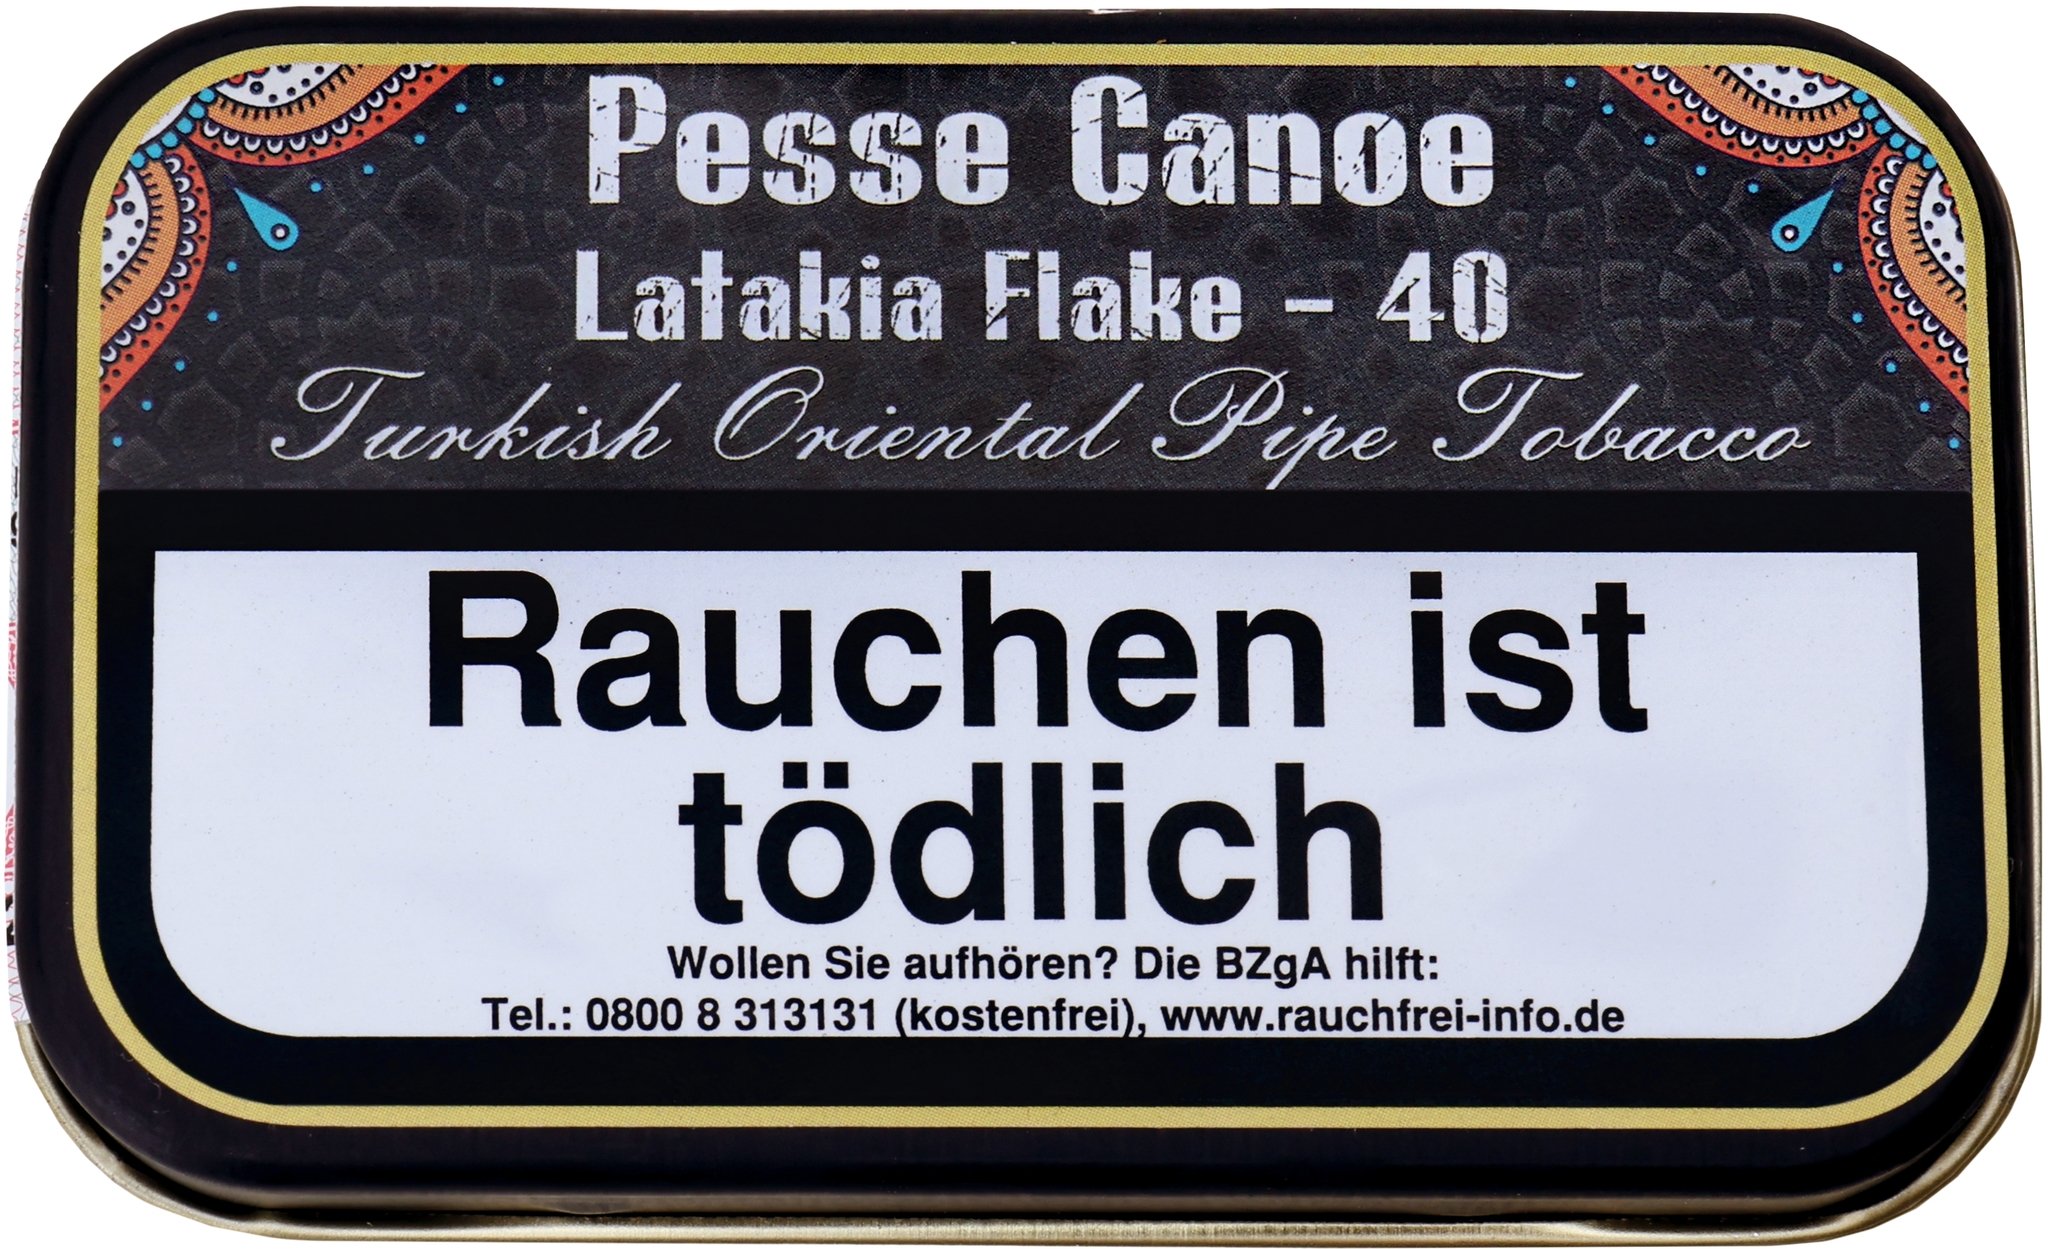 Pesse Canoe
Latakia Flake - 40
Turkish Oriental Pipe Tobacco
Rauchen ist
tödlich
Wollen Sie aufhören? Die BZgA hilft:
Tel.: 0800 8 313131 (kostenfrei), www.rauchfrei-info.de